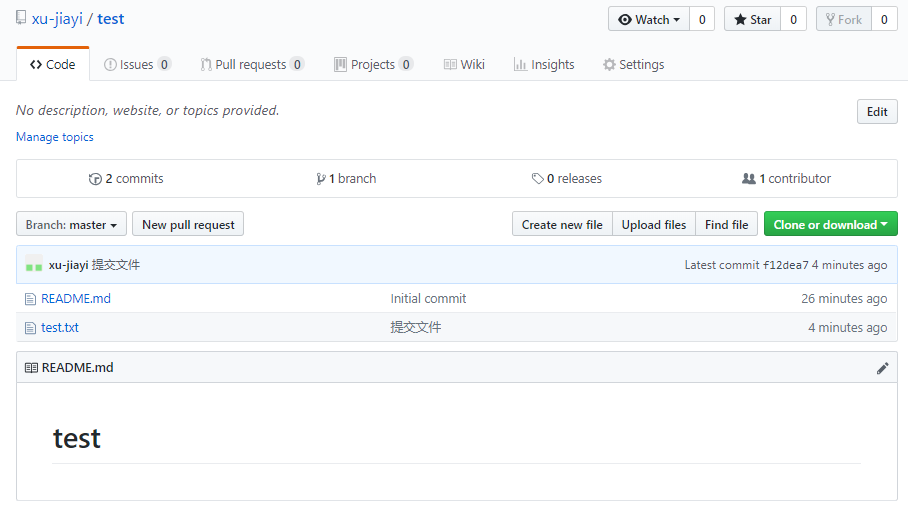 xu-jiayi / test
Watch 0 Star 0 Fork 0
Code Issues 0 Pull requests 0 Projects 0 Wiki Insights Settings
No description, website, or topics provided. Edit
Manage topics
2 commits 1 branch 0 releases 1 contributor
Branch: master New pull request Create new file Upload files Find file Clone or download
xu-jiayi 提交文件 Latest commit f12dea7 4 minutes ago
README.md Initial commit 26 minutes ago
test.txt 提交文件 4 minutes ago
README.md
test